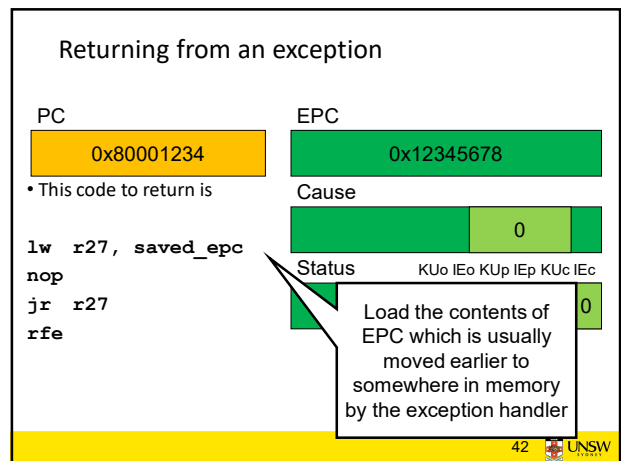 Returning from an exception
PC
0x80001234
• This code to return is
lw r27, saved_epc
nop
jr r27
rfe
EPC
0x12345678
Cause
0
Status
KUo IEo KUp IEp KUc IEc
0
Load the contents of
EPC which is usually
moved earlier to
somewhere in memory
by the exception handler
42
UNSW
SYDNEY